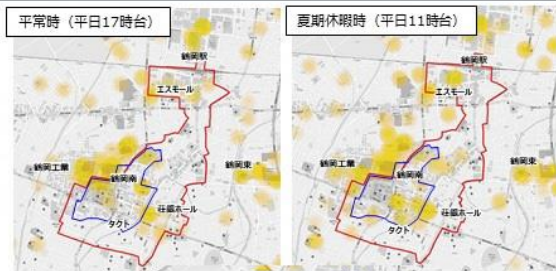 平常時（平日17時台）
鶴岡駅
エスモール
鶴岡工業
鶴岡南
鶴岡東
荘銀ホール
タクト
夏期休暇時（平日11時台）
鶴岡駅
エスモール
鶴岡工業
鶴岡南
鶴岡東
荘銀ホール
タクト